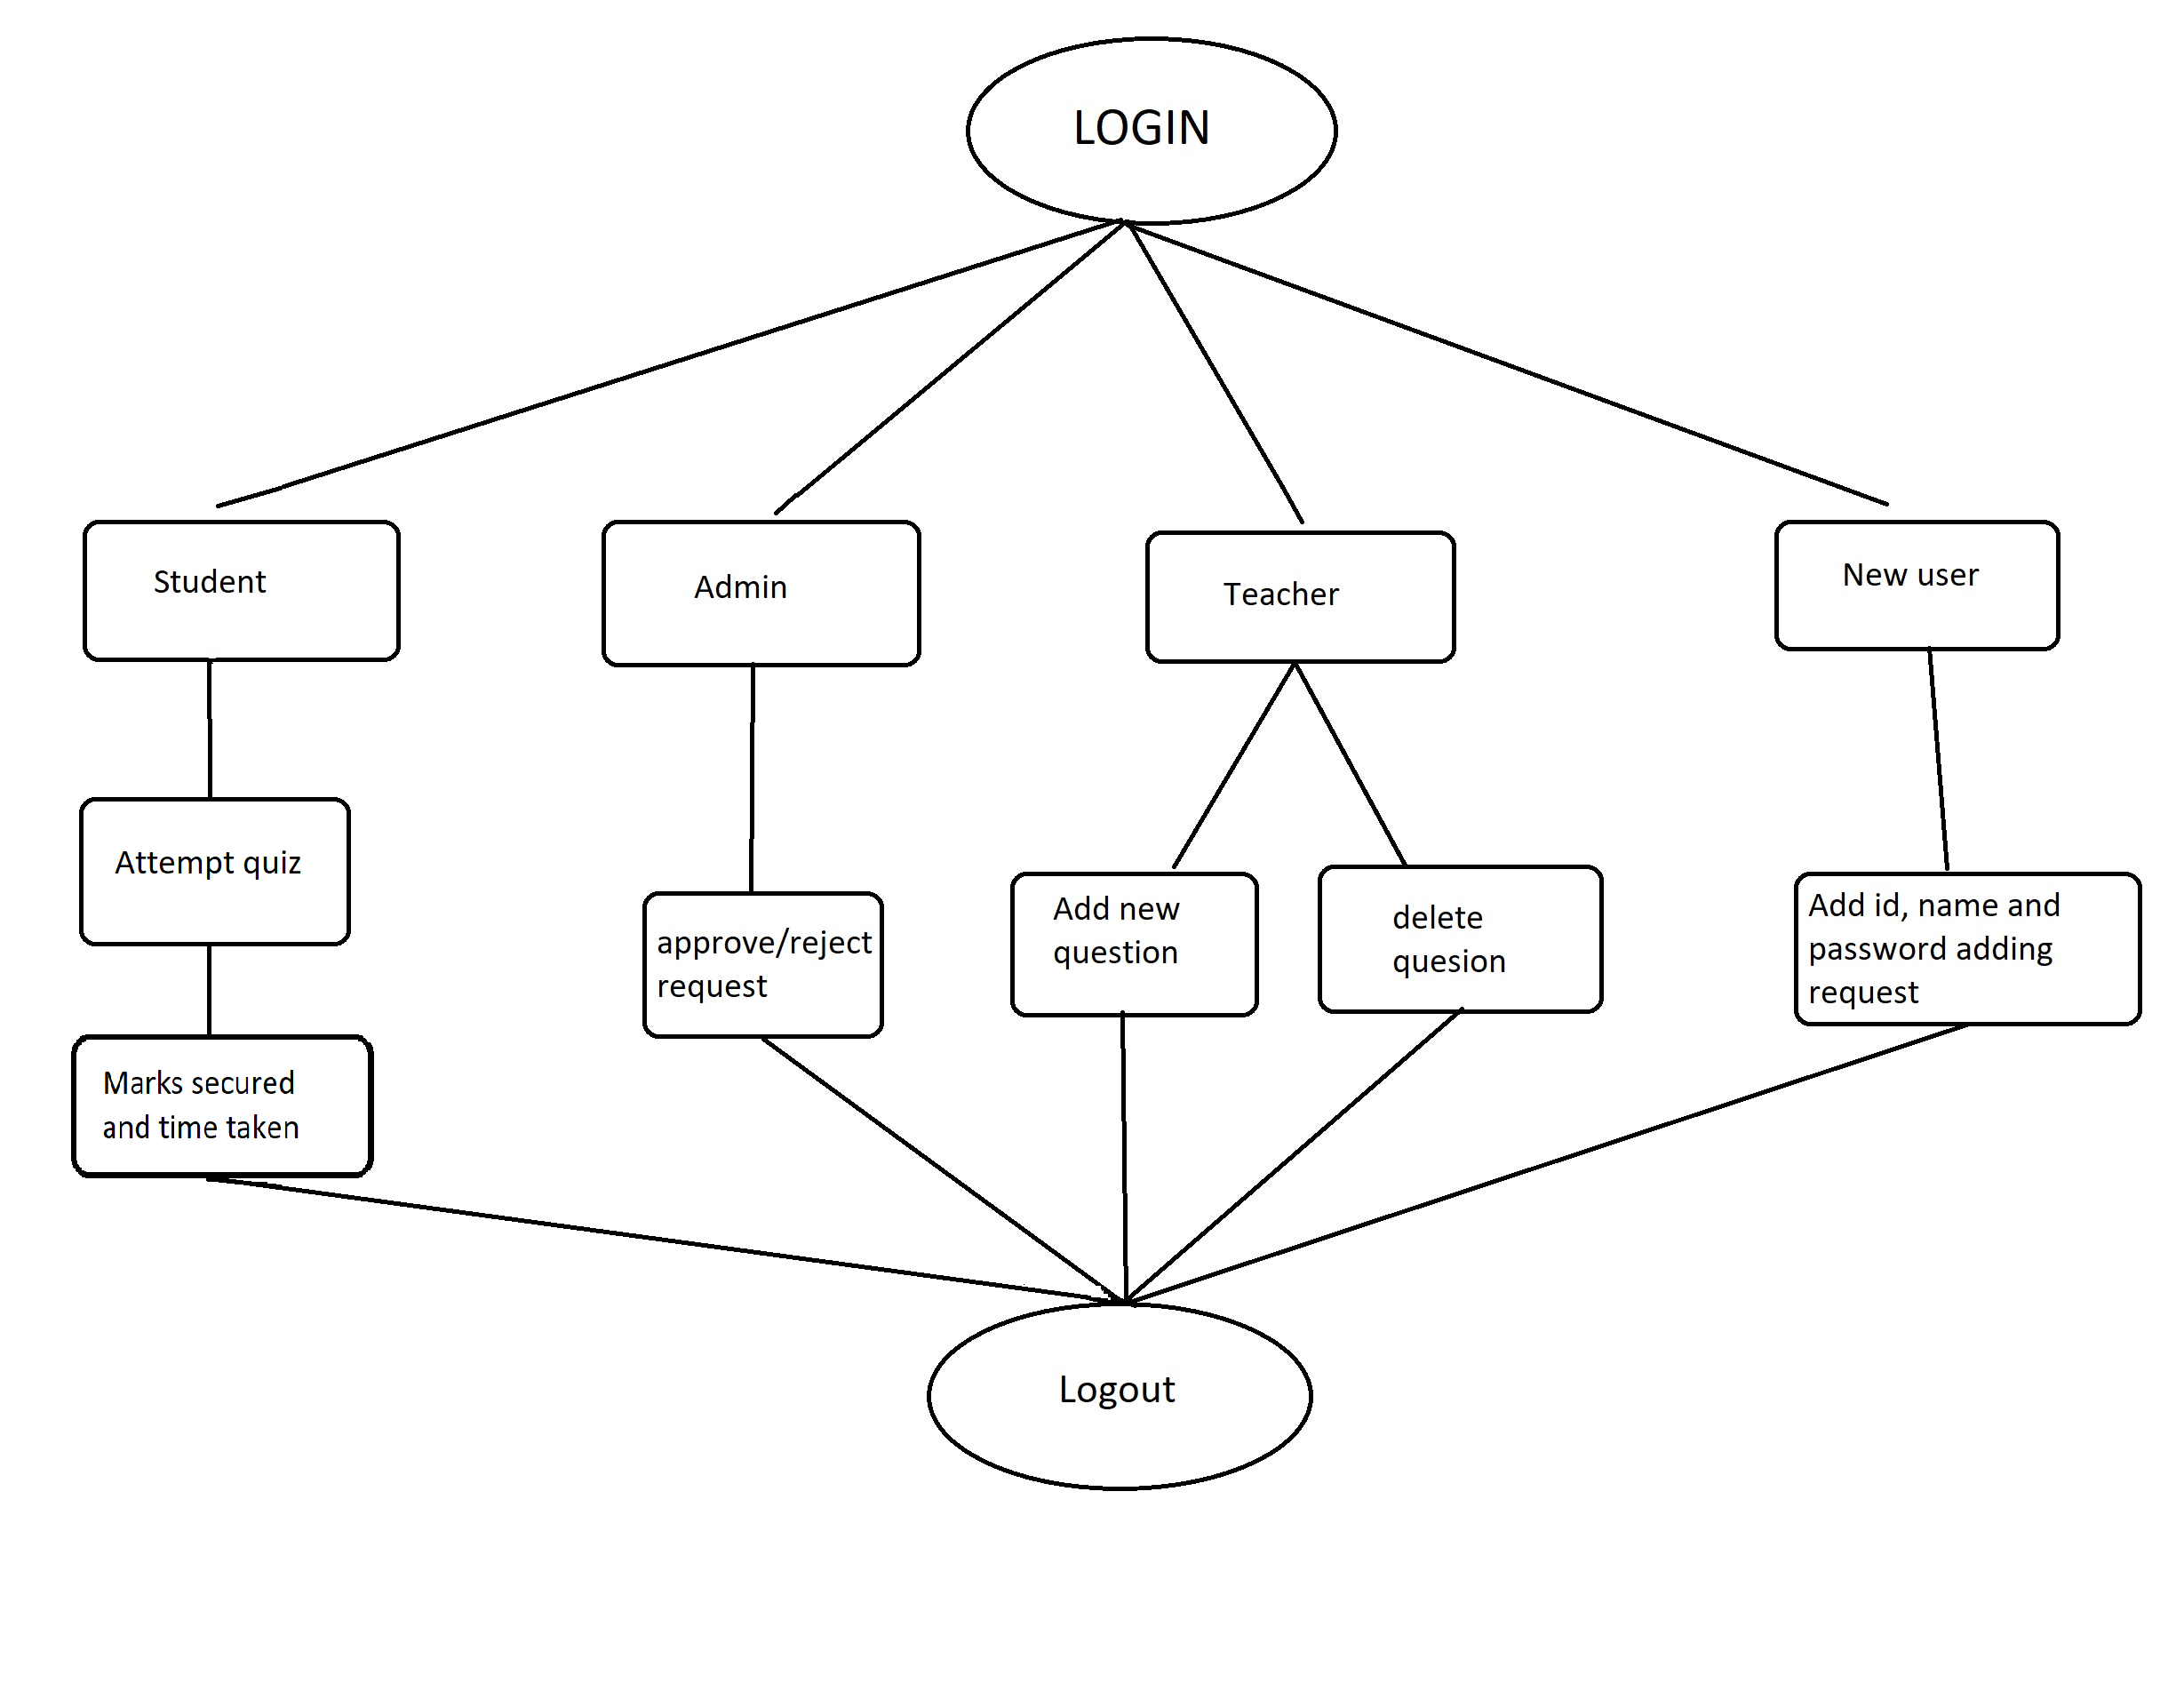 LOGIN
Student
Admin
Teacher
New user
Attempt quiz
approve/reject
request
Add new
question
delete
quesion
Add id, name and
password adding
request
Marks secured
and time taken
Logout